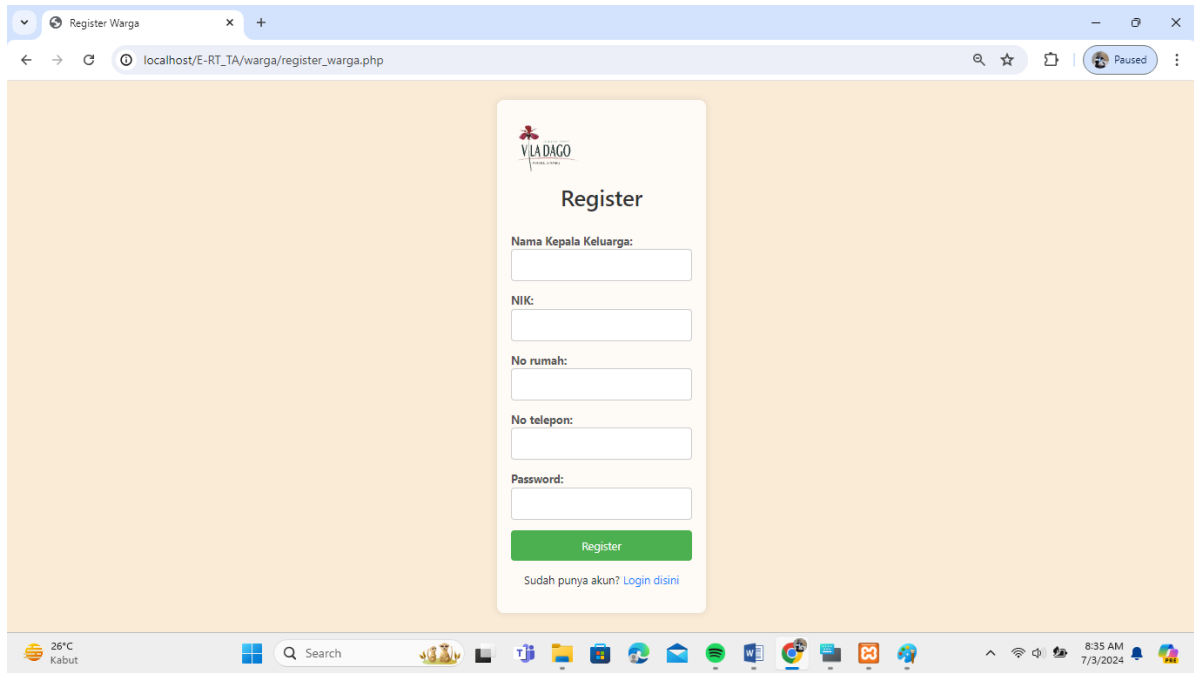 Register Warga
localhost/E-RT_TA/warga/register_warga.php
Paused
VILA DAGO
Register
Nama Kepala Keluarga:
NIK:
No rumah:
No telepon:
Password:
Register
Sudah punya akun? Login disini
26°C
Kabut
Search
8:35 AM
7/3/2024
PRE